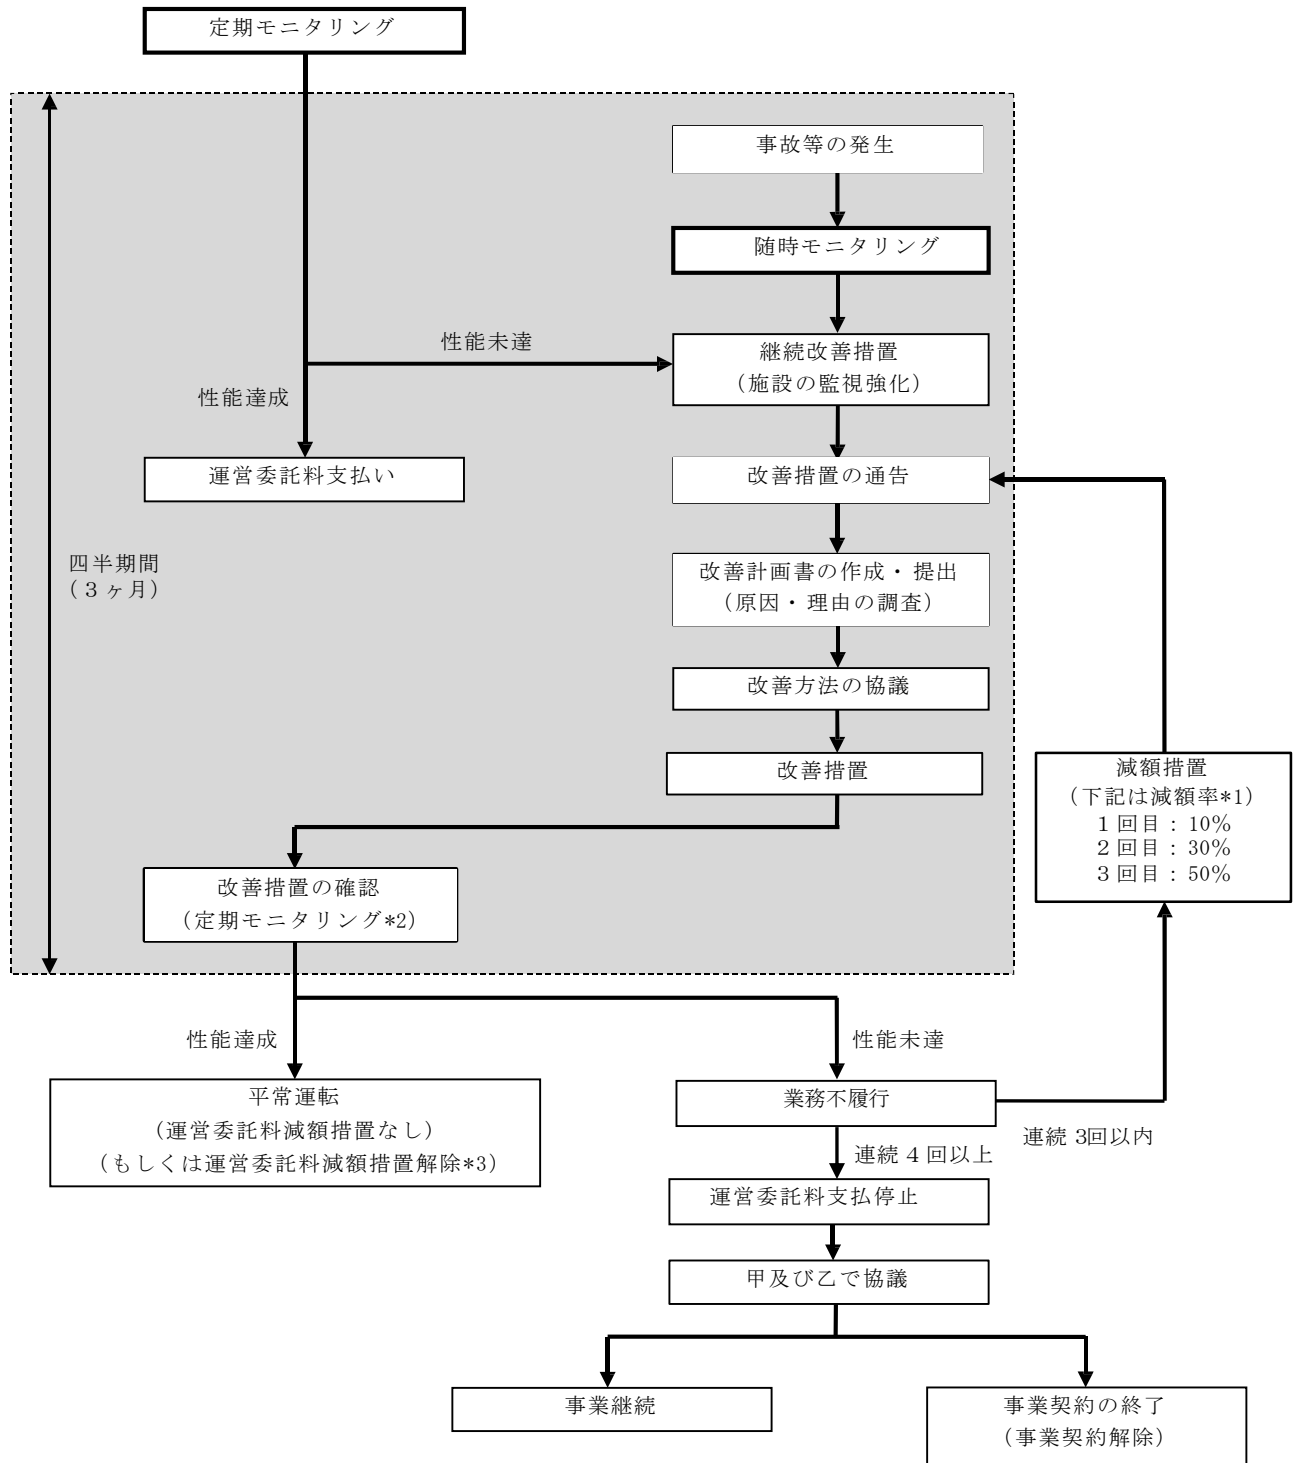 定期モニタリング
事故等の発生
随時モニタリング
性能未達
継続改善措置
（施設の監視強化）
性能達成
運営委託料支払い
改善措置の通告
四半期間
（３ヶ月）
改善計画書の作成・提出
（原因・理由の調査）
改善方法の協議
改善措置
減額措置
（下記は減額率*1）
１回目：10％
２回目：30％
３回目：50％
改善措置の確認
（定期モニタリング*2）
性能達成
性能未達
平常運転
（運営委託料減額措置なし）
（もしくは運営委託料減額措置解除*3）
業務不履行
連続 3回以内
連続 4 回以上
運営委託料支払停止
甲及び乙で協議
事業継続
事業契約の終了
（事業契約解除）